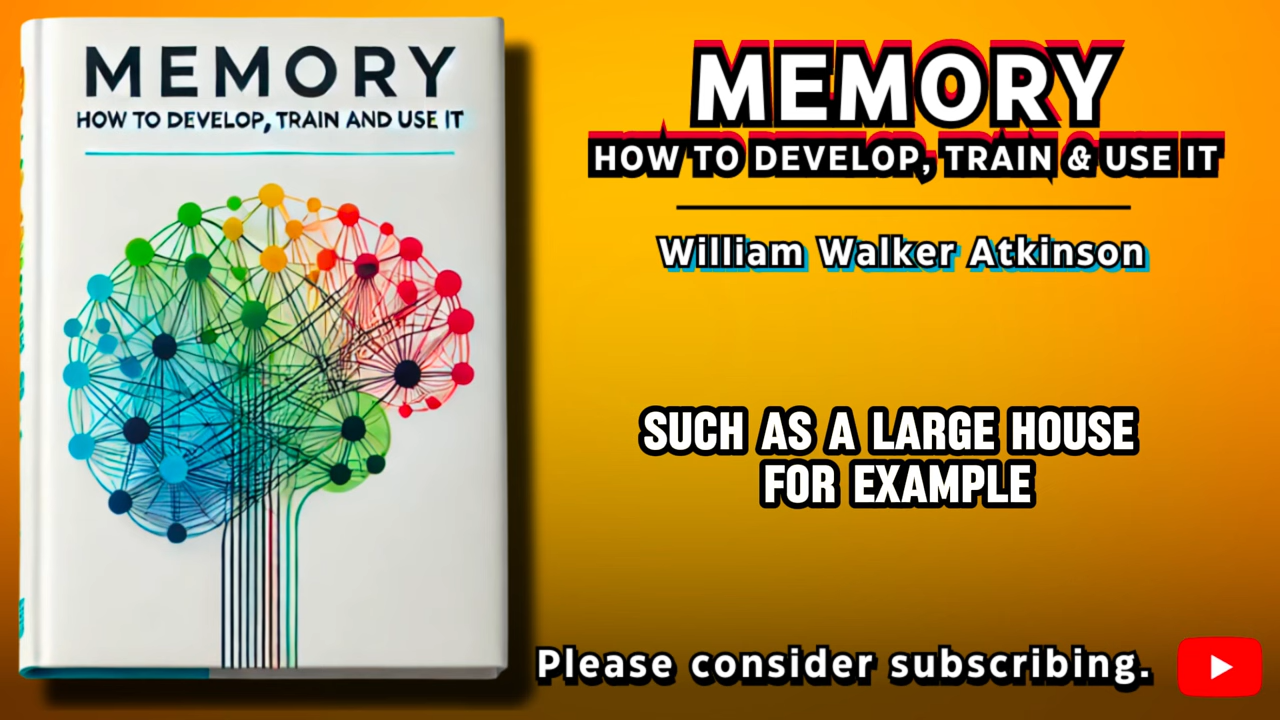 MEMORY
HOW TO DEVELOP, TRAIN AND USE IT
MEMORY
HOW TO DEVELOP, TRAIN & USE IT
William Walker Atkinson
SUCH AS A LARGE HOUSE
FOR EXAMPLE
Please consider subscribing.